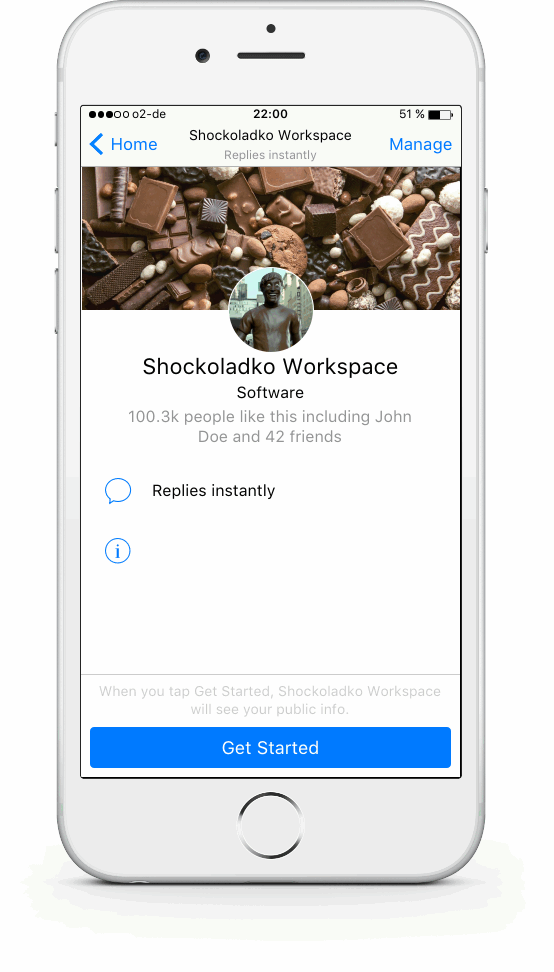 o2-de 22:00 51 %
Home Shockoladko Workspace Manage
Replies instantly
Shockoladko Workspace
Software
100.3k people like this including John
Doe and 42 friends
Replies instantly
When you tap Get Started, Shockoladko Workspace
will see your public info.
Get Started